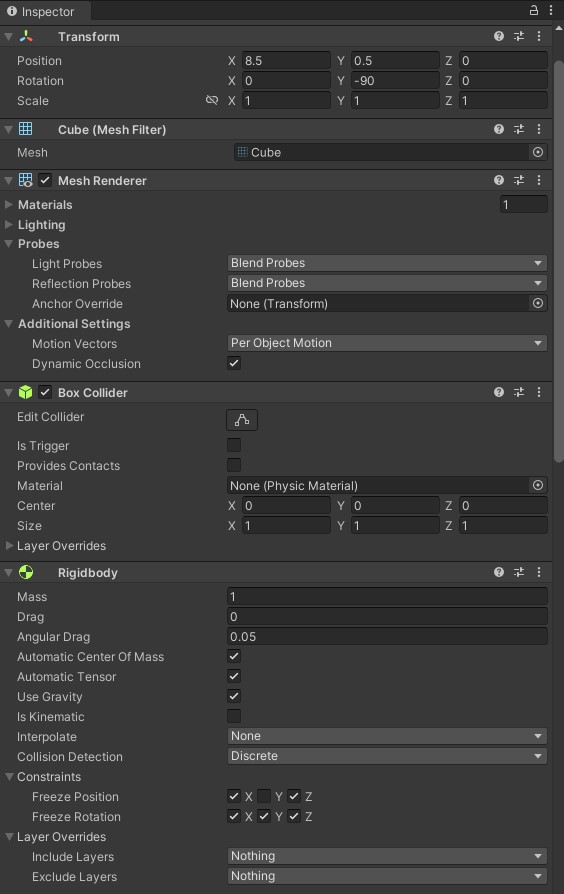 Inspector
Transform
Position X 8.5 Y 0.5 Z 0
Rotation X 0 Y -90 Z 0
Scale X 1 Y 1 Z 1
Cube (Mesh Filter)
Mesh Cube
Mesh Renderer
Materials 1
Lighting
Probes
Light Probes Blend Probes
Reflection Probes Blend Probes
Anchor Override None (Transform)
Additional Settings
Motion Vectors Per Object Motion
Dynamic Occlusion
Box Collider
Edit Collider
Is Trigger
Provides Contacts
Material None (Physic Material)
Center X 0 Y 0 Z 0
Size X 1 Y 1 Z 1
Layer Overrides
Rigidbody
Mass 1
Drag 0
Angular Drag 0.05
Automatic Center Of Mass
Automatic Tensor
Use Gravity
Is Kinematic
Interpolate None
Collision Detection Discrete
Constraints
Freeze Position X Y Z
Freeze Rotation X Y Z
Layer Overrides
Include Layers Nothing
Exclude Layers Nothing